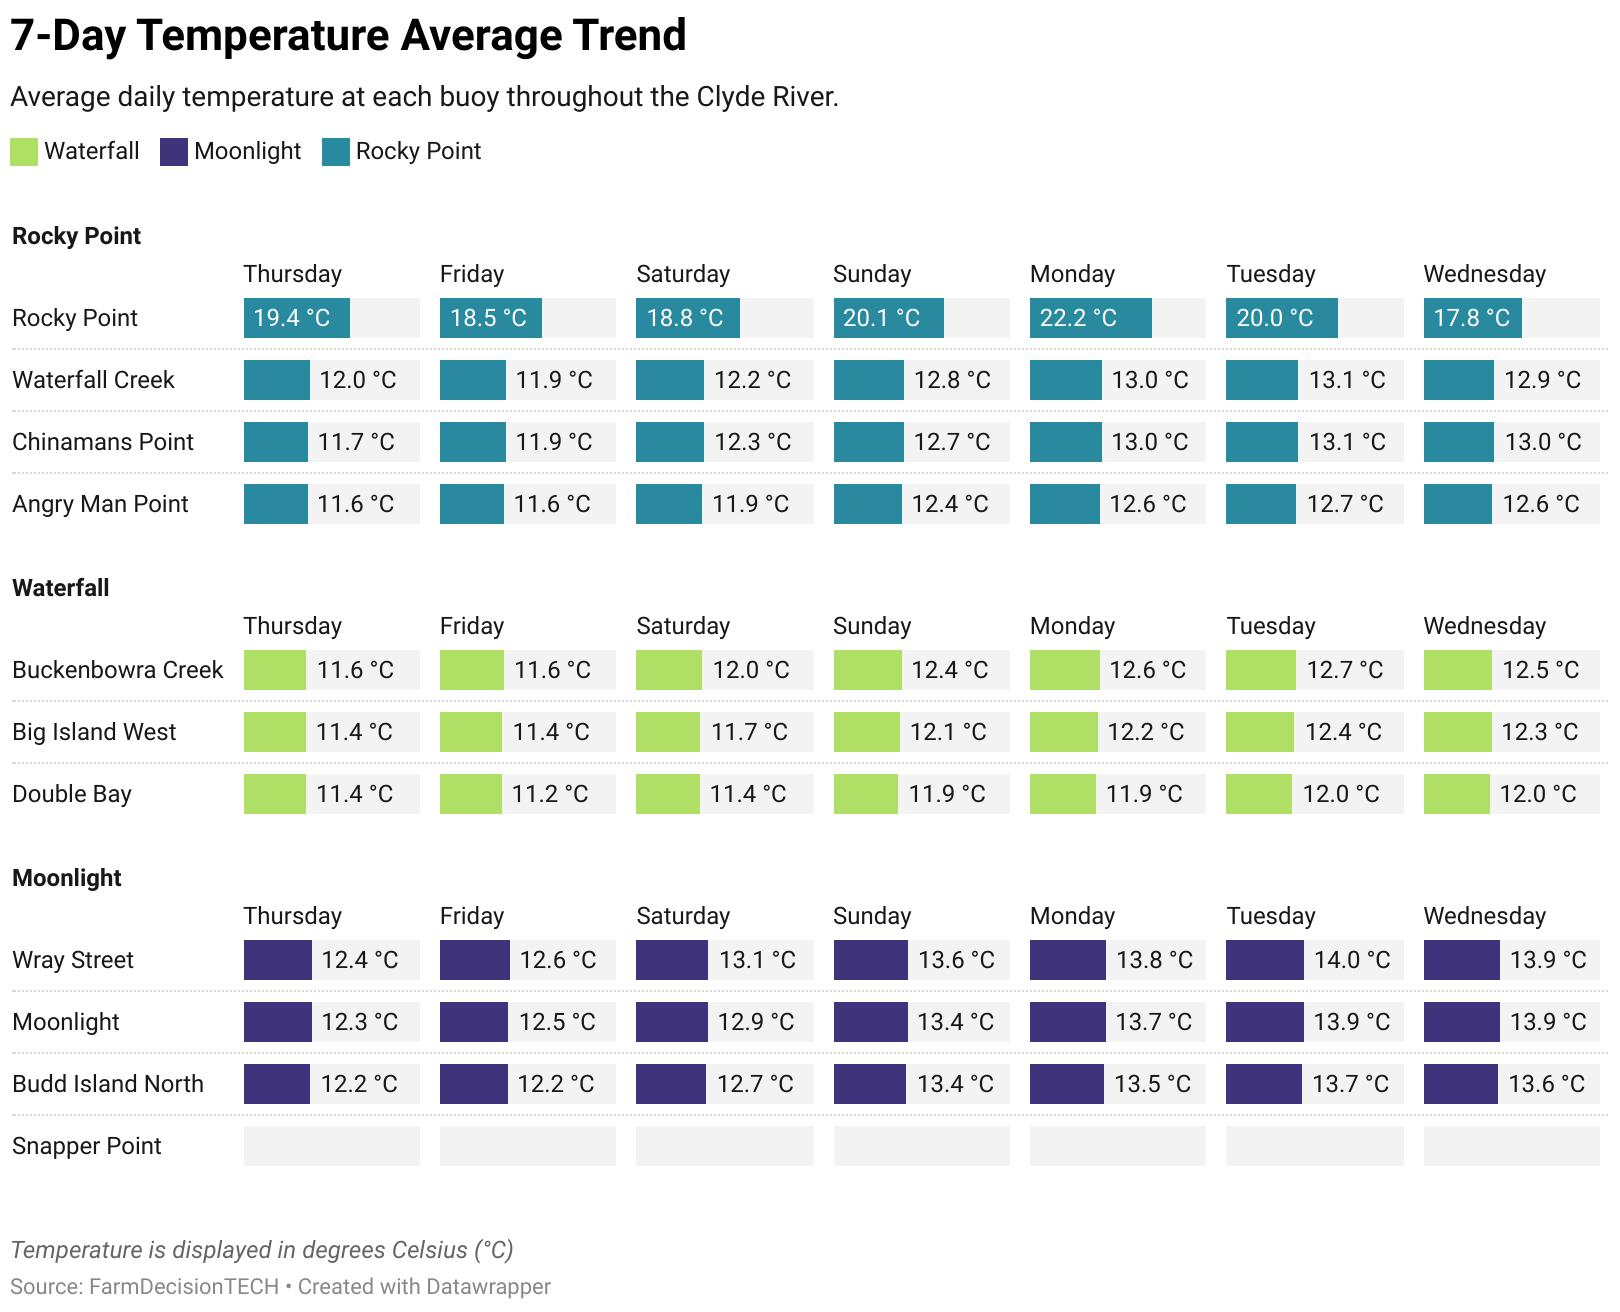 7-Day Temperature Average Trend
Average daily temperature at each buoy throughout the Clyde River.
Waterfall Moonlight Rocky Point
Rocky Point
Thursday Friday Saturday Sunday Monday Tuesday Wednesday
Rocky Point 19.4 °C 18.5 °C 18.8 °C 20.1 °C 22.2 °C 20.0 °C 17.8 °C
Waterfall Creek 12.0 °C 11.9 °C 12.2 °C 12.8 °C 13.0 °C 13.1 °C 12.9 °C
Chinamans Point 11.7 °C 11.9 °C 12.3 °C 12.7 °C 13.0 °C 13.1 °C 13.0 °C
Angry Man Point 11.6 °C 11.6 °C 11.9 °C 12.4 °C 12.6 °C 12.7 °C 12.6 °C
Waterfall
Thursday Friday Saturday Sunday Monday Tuesday Wednesday
Buckenbowra Creek 11.6 °C 11.6 °C 12.0 °C 12.4 °C 12.6 °C 12.7 °C 12.5 °C
Big Island West 11.4 °C 11.4 °C 11.7 °C 12.1 °C 12.2 °C 12.4 °C 12.3 °C
Double Bay 11.4 °C 11.2 °C 11.4 °C 11.9 °C 11.9 °C 12.0 °C 12.0 °C
Moonlight
Thursday Friday Saturday Sunday Monday Tuesday Wednesday
Wray Street 12.4 °C 12.6 °C 13.1 °C 13.6 °C 13.8 °C 14.0 °C 13.9 °C
Moonlight 12.3 °C 12.5 °C 12.9 °C 13.4 °C 13.7 °C 13.9 °C 13.9 °C
Budd Island North 12.2 °C 12.2 °C 12.7 °C 13.4 °C 13.5 °C 13.7 °C 13.6 °C
Snapper Point
Temperature is displayed in degrees Celsius (°C)
Source: FarmDecisionTECH • Created with Datawrapper